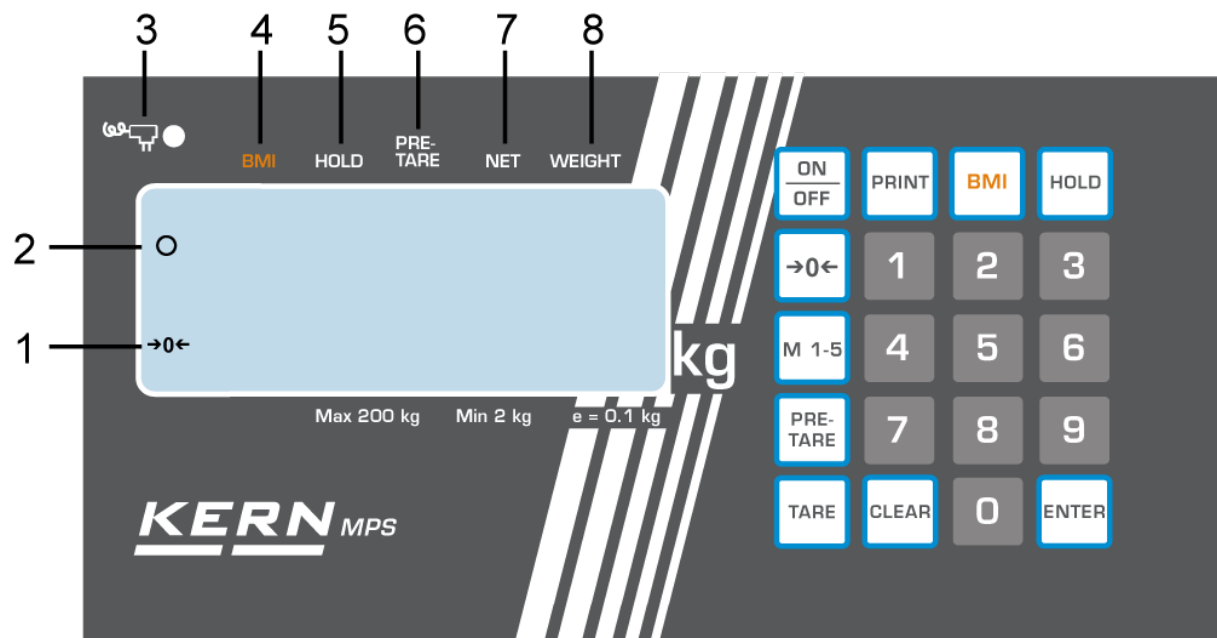 3 4 5 6 7 8
BMI HOLD PRE-TARE NET WEIGHT
2
1 →0← kg
Max 200 kg Min 2 kg e = 0.1 kg
KERN MPS
ON OFF PRINT BMI HOLD
→0← 1 2 3
M 1-5 4 5 6
PRE-TARE 7 8 9
TARE CLEAR 0 ENTER